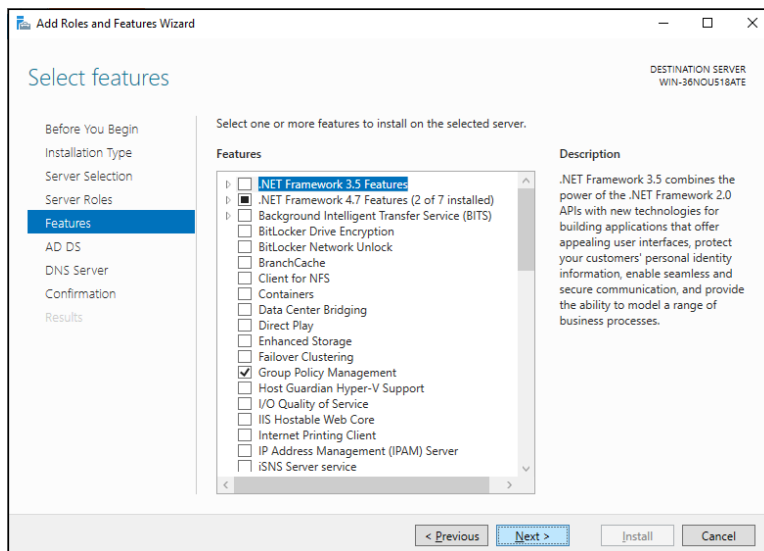 Add Roles and Features Wizard
Select features
DESTINATION SERVER
WIN-36NOU518ATE
Before You Begin
Installation Type
Server Selection
Server Roles
Features
AD DS
DNS Server
Confirmation
Results
Select one or more features to install on the selected server.
Features
.NET Framework 3.5 Features
.NET Framework 4.7 Features (2 of 7 installed)
Background Intelligent Transfer Service (BITS)
BitLocker Drive Encryption
BitLocker Network Unlock
BranchCache
Client for NFS
Containers
Data Center Bridging
Direct Play
Enhanced Storage
Failover Clustering
Group Policy Management
Host Guardian Hyper-V Support
I/O Quality of Service
IIS Hostable Web Core
Internet Printing Client
IP Address Management (IPAM) Server
iSNS Server service
Description
.NET Framework 3.5 combines the
power of the .NET Framework 2.0
APIs with new technologies for
building applications that offer
appealing user interfaces, protect
your customers' personal identity
information, enable seamless and
secure communication, and provide
the ability to model a range of
business processes.
< Previous
Next >
Install
Cancel